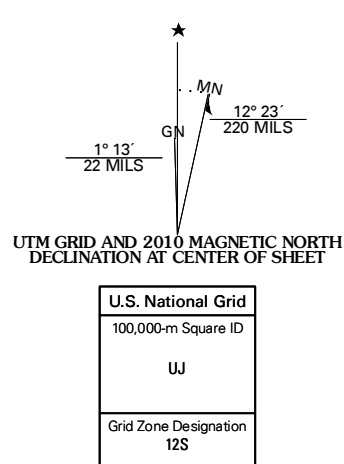 ★
MN
GN
12° 23´
220 MILS
1° 13´
22 MILS
UTM GRID AND 2010 MAGNETIC NORTH
DECLINATION AT CENTER OF SHEET
U.S. National Grid
100,000-m Square ID
UJ
Grid Zone Designation
12S